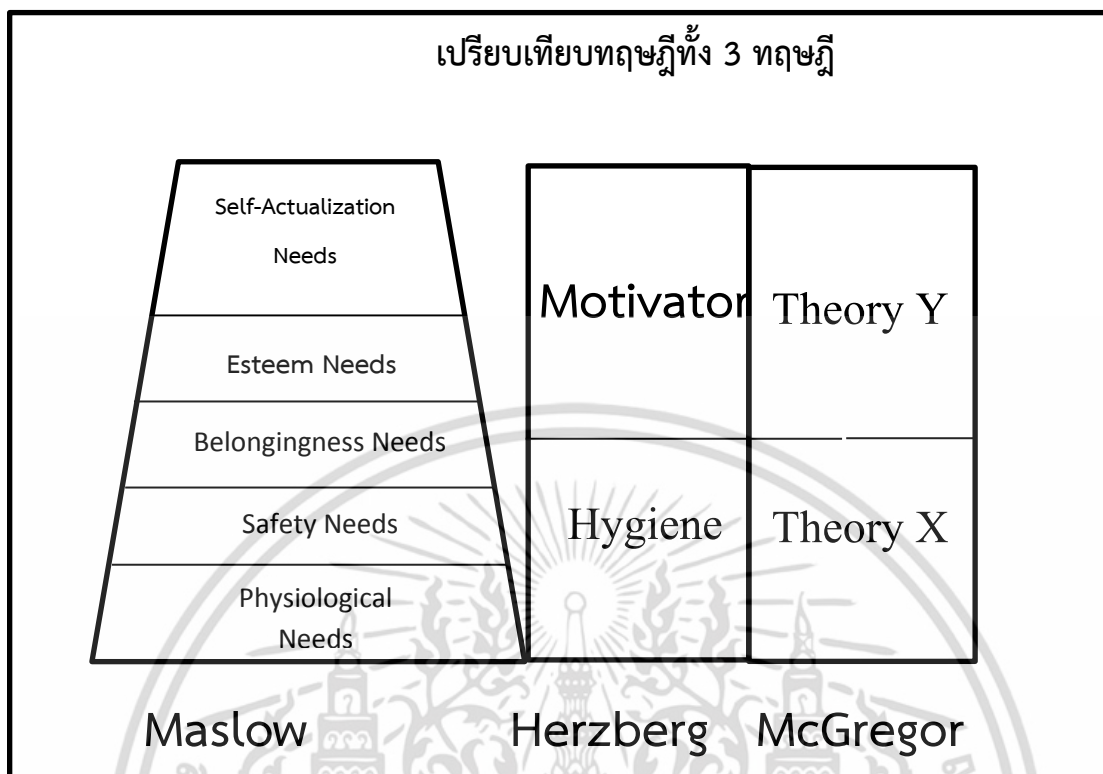 เปรียบเทียบทฤษฎีทั้ง 3 ทฤษฎี
Self-Actualization
Needs
Esteem Needs
Belongingness Needs
Safety Needs
Physiological
Needs
Motivator
Hygiene
Theory Y
Theory X
Maslow
Herzberg
McGregor